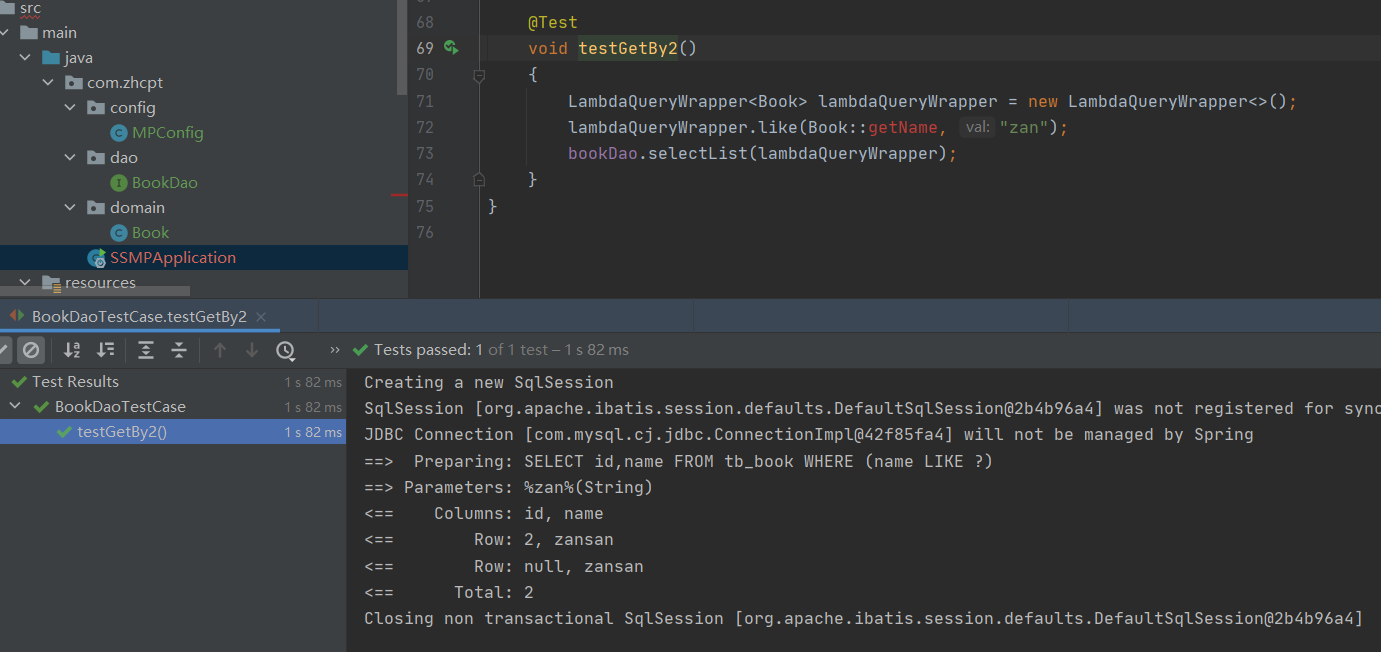 src
main
java
com.zhcpt
config
C MPConfig
dao
I BookDao
domain
C Book
SSMPApplication
resources
68 @Test
69 void testGetBy2()
70 {
71 LambdaQueryWrapper<Book> lambdaQueryWrapper = new LambdaQueryWrapper<>();
72 lambdaQueryWrapper.like(Book::getName, val: "zan");
73 bookDao.selectList(lambdaQueryWrapper);
74 }
75 }
76
BookDaoTestCase.testGetBy2 ×
» Tests passed: 1 of 1 test – 1 s 82 ms
Test Results 1 s 82 ms
BookDaoTestCase 1 s 82 ms
testGetBy2() 1 s 82 ms
Creating a new SqlSession
SqlSession [org.apache.ibatis.session.defaults.DefaultSqlSession@2b4b96a4] was not registered for sync
JDBC Connection [com.mysql.cj.jdbc.ConnectionImpl@42f85fa4] will not be managed by Spring
==> Preparing: SELECT id,name FROM tb_book WHERE (name LIKE ?)
==> Parameters: %zan%(String)
<== Columns: id, name
<== Row: 2, zansan
<== Row: null, zansan
<== Total: 2
Closing non transactional SqlSession [org.apache.ibatis.session.defaults.DefaultSqlSession@2b4b96a4]